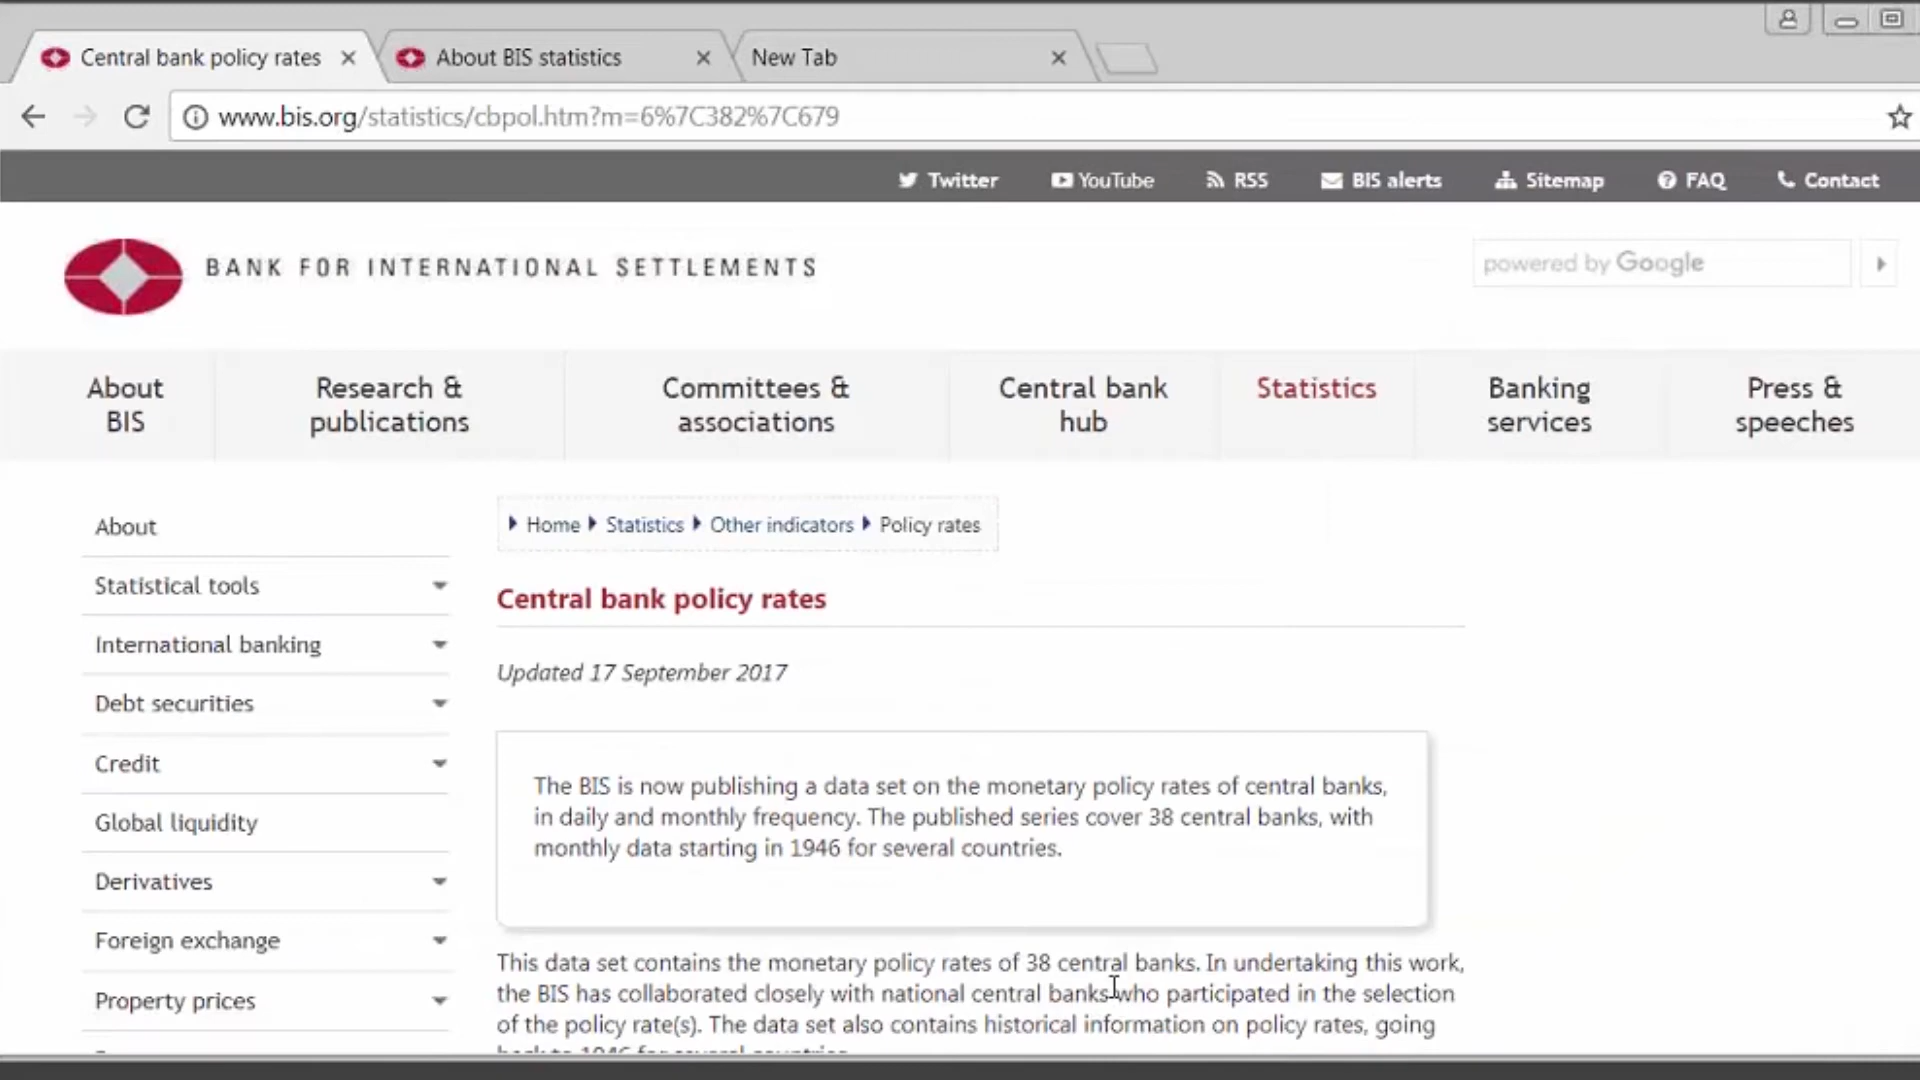 Central bank policy rates
About BIS statistics
New Tab
www.bis.org/statistics/cbpol.htm?m=6%7C382%7C679
Twitter
YouTube
RSS
BIS alerts
Sitemap
FAQ
Contact
BANK FOR INTERNATIONAL SETTLEMENTS
powered by Google
About
BIS
Research &
publications
Committees &
associations
Central bank
hub
Statistics
Banking
services
Press &
speeches
About
Statistical tools
International banking
Debt securities
Credit
Global liquidity
Derivatives
Foreign exchange
Property prices
Home Statistics Other indicators Policy rates
Central bank policy rates
Updated 17 September 2017
The BIS is now publishing a data set on the monetary policy rates of central banks,
in daily and monthly frequency. The published series cover 38 central banks, with
monthly data starting in 1946 for several countries.
This data set contains the monetary policy rates of 38 central banks. In undertaking this work,
the BIS has collaborated closely with national central banks who participated in the selection
of the policy rate(s). The data set also contains historical information on policy rates, going
back to 1946 for several countries